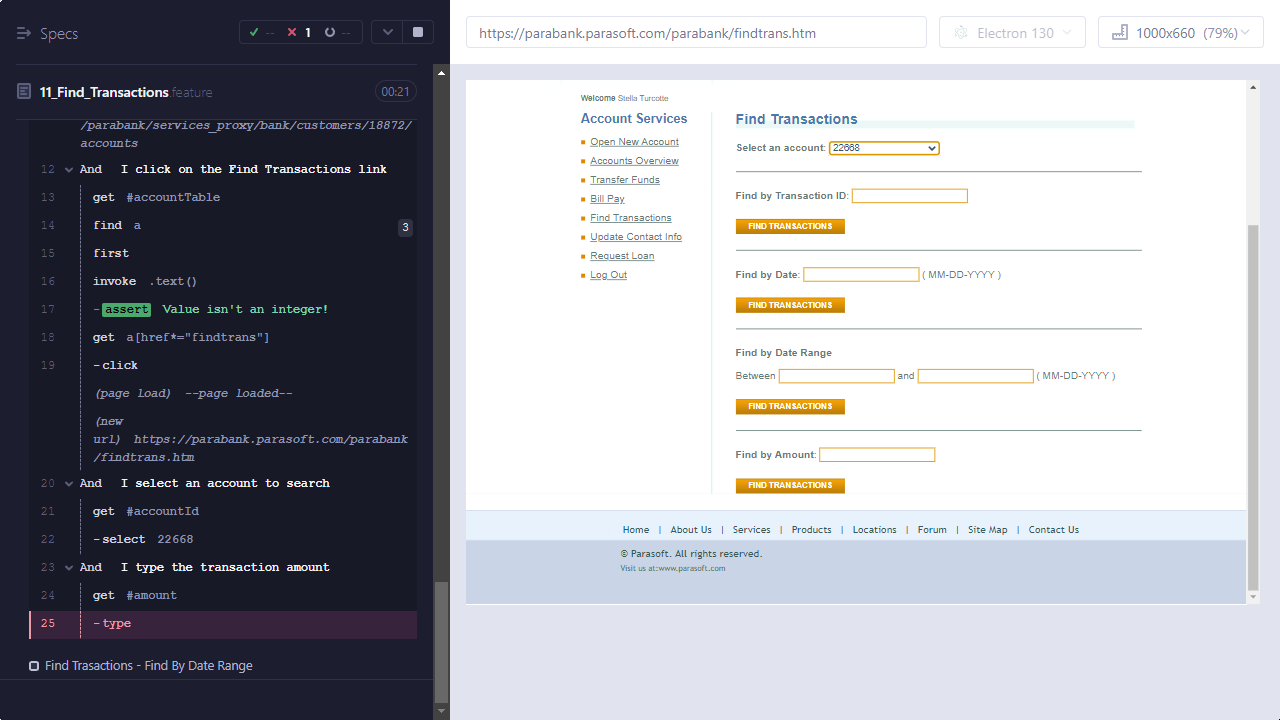 Specs
-- 1 --
11_Find_Transactions.feature
00:21
/parabank/services_proxy/bank/customers/18872/
accounts
12 And I click on the Find Transactions link
13 get #accountTable
14 find a 3
15 first
16 invoke .text()
17 -assert Value isn't an integer!
18 get a[href*="findtrans"]
19 -click
(page load) --page loaded--
(new
url) https://parabank.parasoft.com/parabank
/findtrans.htm
20 And I select an account to search
21 get #accountId
22 -select 22668
23 And I type the transaction amount
24 get #amount
25 -type
Find Trasactions - Find By Date Range
https://parabank.parasoft.com/parabank/findtrans.htm
Electron 130
1000x660 (79%)
Welcome Stella Turcotte
Account Services
Open New Account
Accounts Overview
Transfer Funds
Bill Pay
Find Transactions
Update Contact Info
Request Loan
Log Out
Find Transactions
Select an account: 22668
Find by Transaction ID:
FIND TRANSACTIONS
Find by Date: ( MM-DD-YYYY )
FIND TRANSACTIONS
Find by Date Range
Between and ( MM-DD-YYYY )
FIND TRANSACTIONS
Find by Amount:
FIND TRANSACTIONS
Home | About Us | Services | Products | Locations | Forum | Site Map | Contact Us
© Parasoft. All rights reserved.
Visit us at:www.parasoft.com